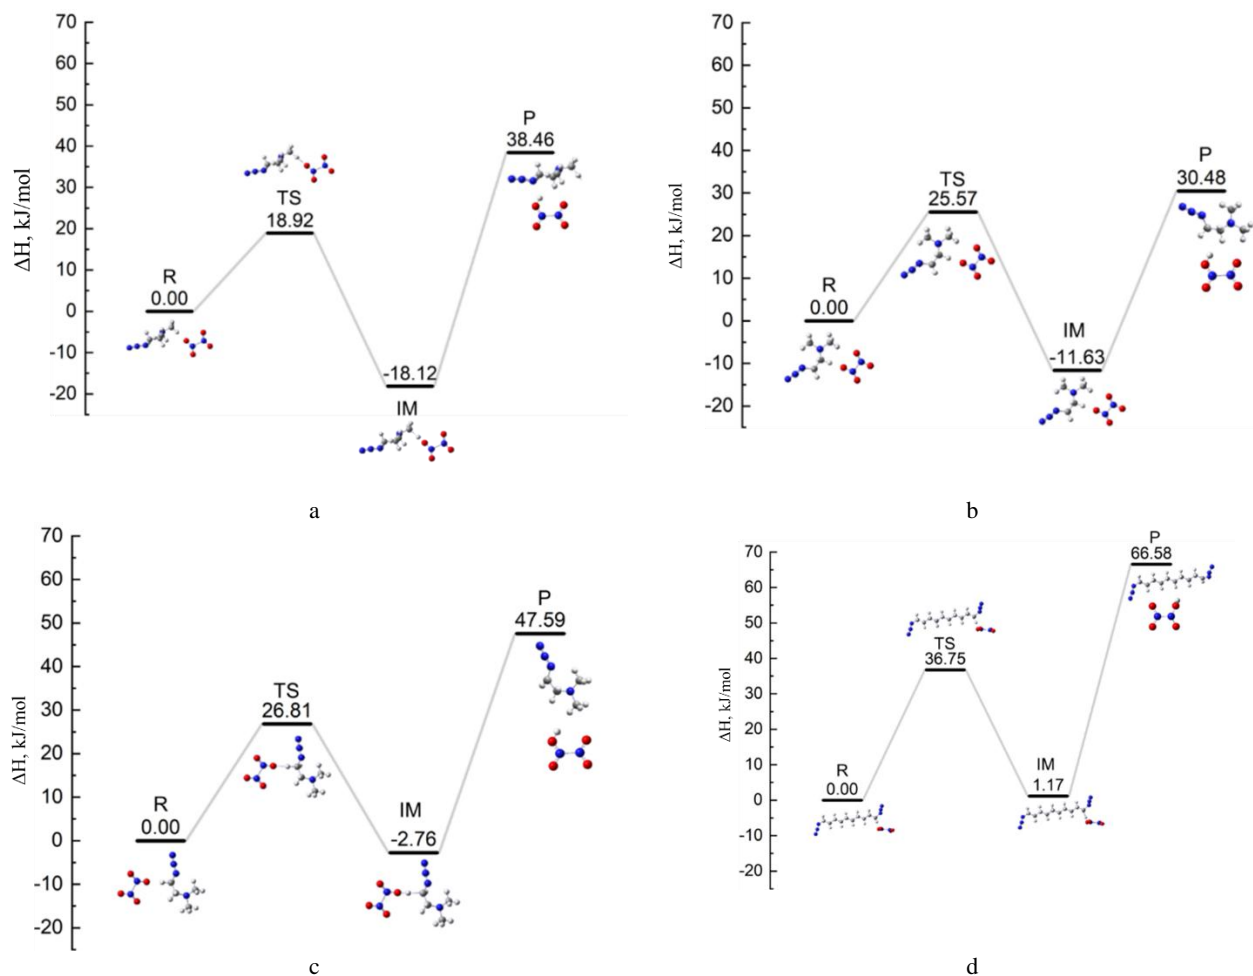 ΔH, kJ/mol
70
60
50
40
30
20
10
0
-10
-20
R
0.00
TS
18.92
-18.12
IM
P
38.46
a
ΔH, kJ/mol
70
60
50
40
30
20
10
0
-10
-20
R
0.00
TS
25.57
IM
-11.63
P
30.48
b
ΔH, kJ/mol
70
60
50
40
30
20
10
0
-10
-20
R
0.00
TS
26.81
IM
-2.76
P
47.59
c
ΔH, kJ/mol
70
60
50
40
30
20
10
0
-10
-20
R
0.00
TS
36.75
IM
1.17
P
66.58
d